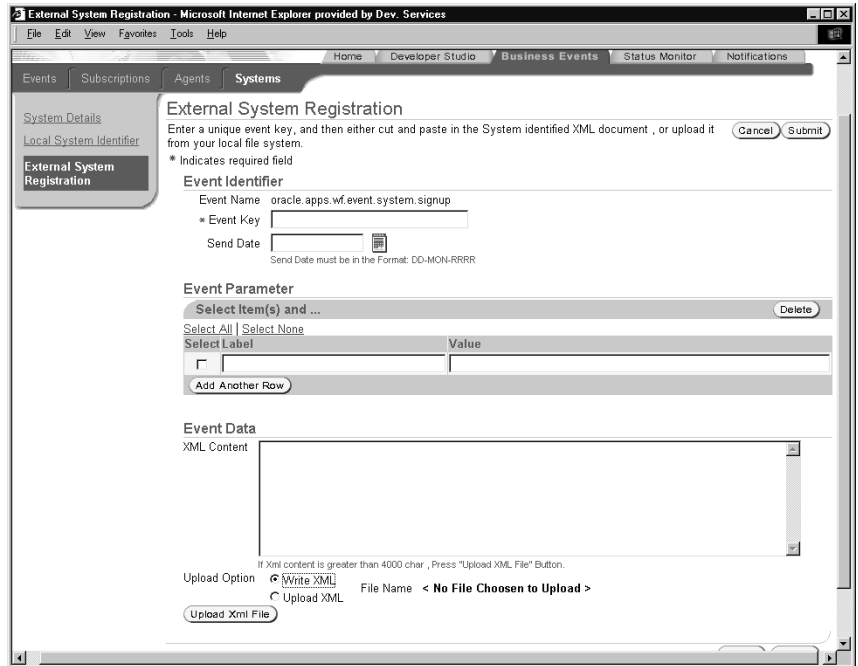 External System Registration - Microsoft Internet Explorer provided by Dev. Services
File Edit View Favorites Tools Help
Home Developer Studio Business Events Status Monitor Notifications
Events Subscriptions Agents Systems
System Details
Local System Identifier
External System
Registration
External System Registration
Enter a unique event key, and then either cut and paste in the System identified XML document , or upload it
from your local file system.
Cancel Submit
* Indicates required field
Event Identifier
Event Name oracle.apps.wf.event.system.signup
* Event Key
Send Date
Send Date must be in the Format: DD-MON-RRRR
Event Parameter
Select Item(s) and ...
Delete
Select All | Select None
Select Label Value
Add Another Row
Event Data
XML Content
If Xml content is greater than 4000 char , Press "Upload XML File" Button.
Upload Option Write XML
File Name < No File Choosen to Upload >
Upload XML
Upload Xml File